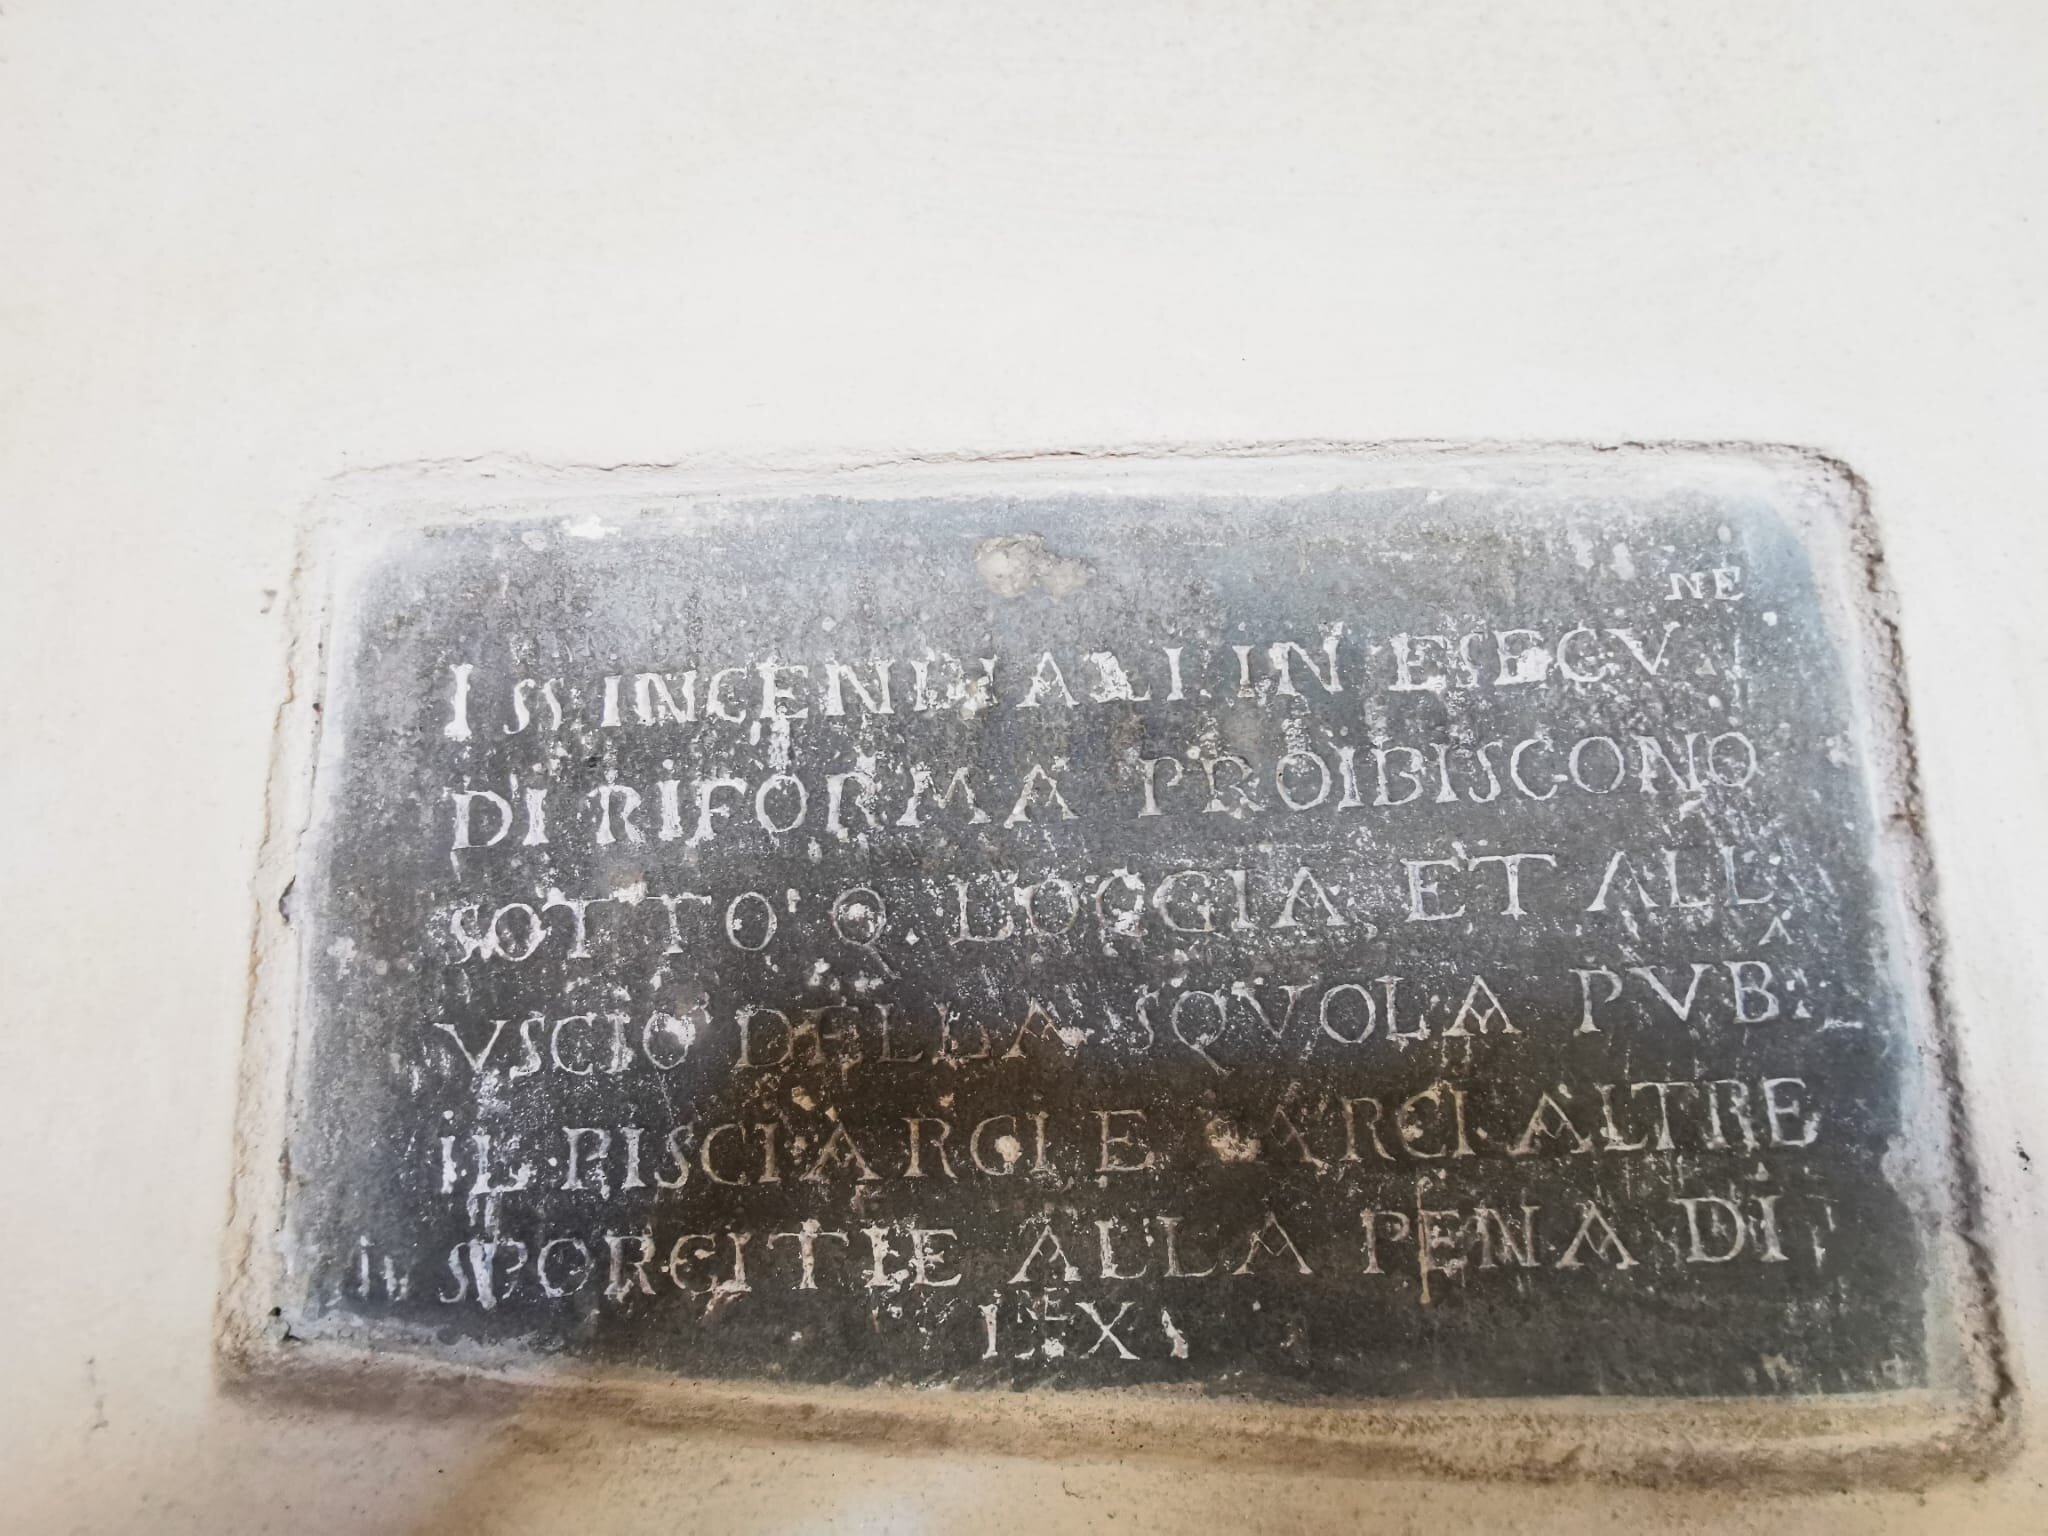 I SS INCENDIALI IN ESECV.NE
DI RIFORMA PROIBISCONO
SOTTO Q. LOGGIA ET ALL
VSCIO DELLA SQVOLA PVB.A
IL PISCIARCI E FARCI ALTRE
SPORCITIE ALLA PENA DI
L.RE X